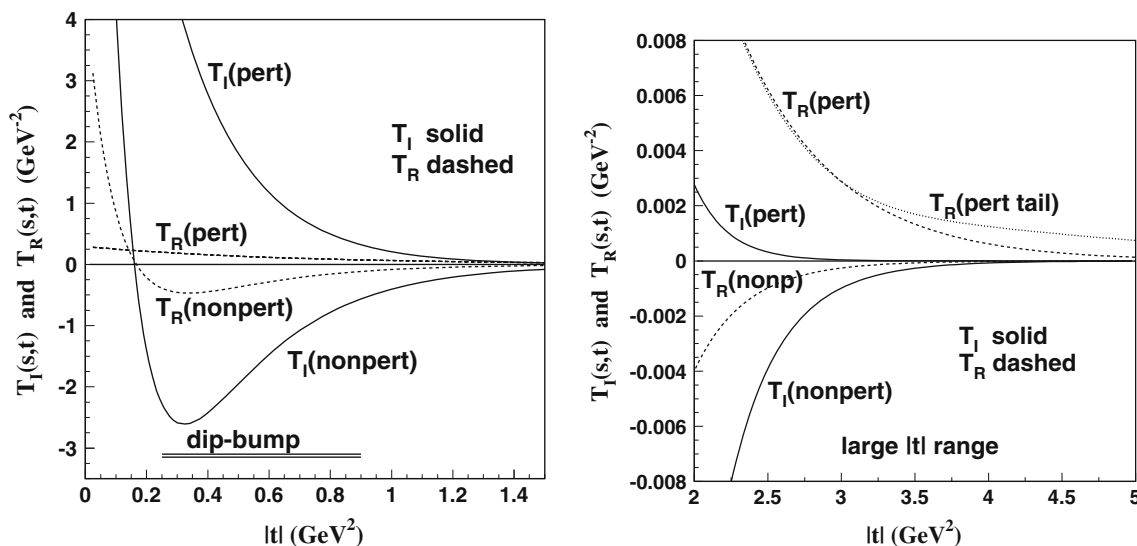 T_I(s,t) and T_R(s,t) (GeV^-2)
4
3
2
1
0
-1
-2
-3
T_I(pert)
T_I solid
T_R dashed
T_R(pert)
T_R(nonpert)
T_I(nonpert)
dip-bump
0 0.2 0.4 0.6 0.8 1 1.2 1.4
|t| (GeV^2)
T_I(s,t) and T_R(s,t) (GeV^-2)
0.008
0.006
0.004
0.002
0
-0.002
-0.004
-0.006
-0.008
T_R(pert)
T_I(pert)
T_R(pert tail)
T_R(nonp)
T_I solid
T_R dashed
T_I(nonpert)
large |t| range
2 2.5 3 3.5 4 4.5 5
|t| (GeV^2)